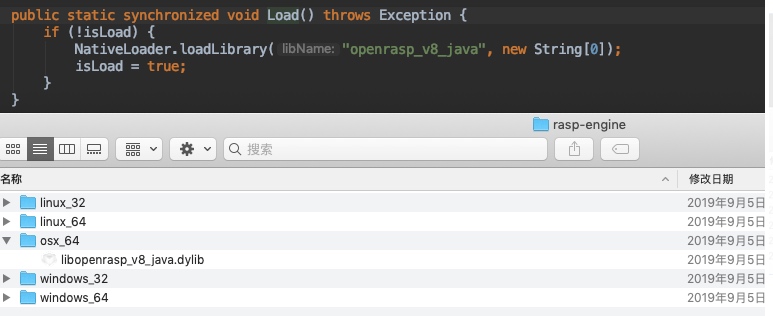 public static synchronized void Load() throws Exception {
if (!isLoad) {
NativeLoader.loadLibrary( libName: "openrasp_v8_java", new String[0]);
isLoad = true;
}
}
rasp-engine
搜索
名称 修改日期
linux_32 2019年9月5日
linux_64 2019年9月5日
osx_64 2019年9月5日
libopenrasp_v8_java.dylib 2019年9月5日
windows_32 2019年9月5日
windows_64 2019年9月5日